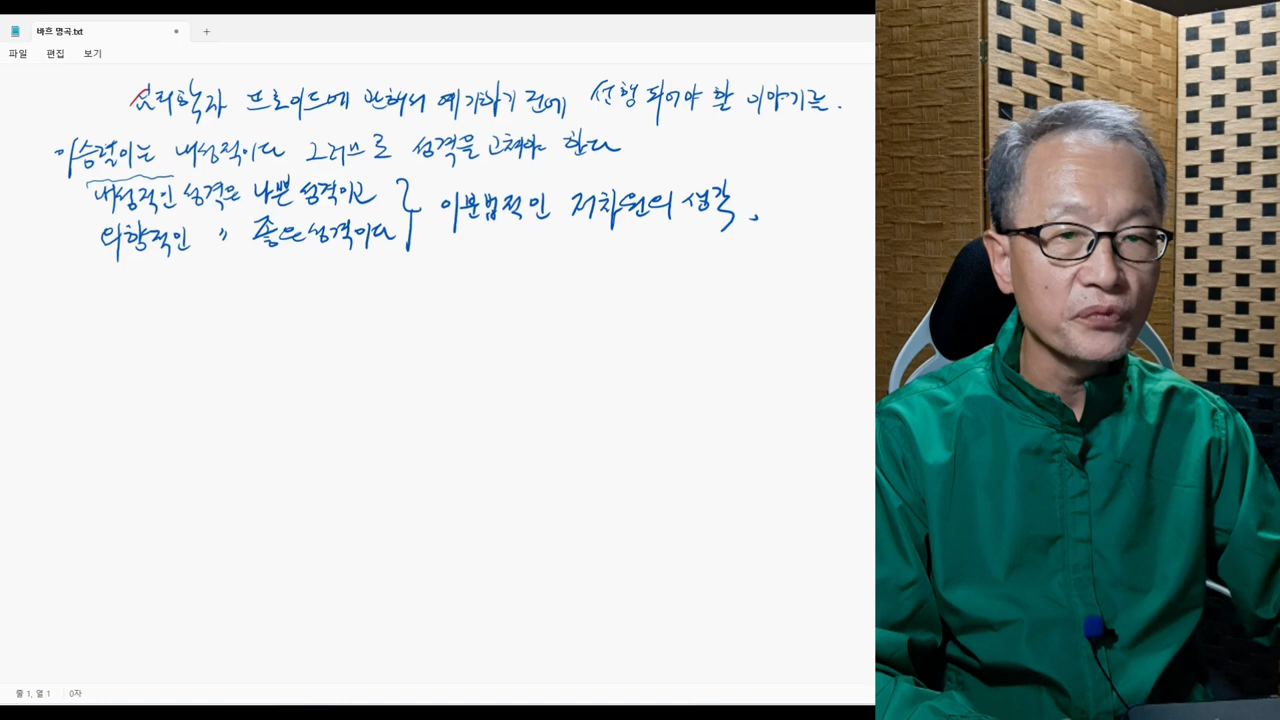 바흐 명곡.txt
파일 편집 보기
심리학자 프로이드에 관해서 얘기하기 전에 선행 되어야 할 이야기들.
이승렬이는 내성적이다 그러므로 성격을 고쳐야 한다
내성적인 성격은 나쁜 성격이고
외향적인 〃 좋은 성격이다
이분법적인 저차원의 생각.
줄 1, 열 1 0자